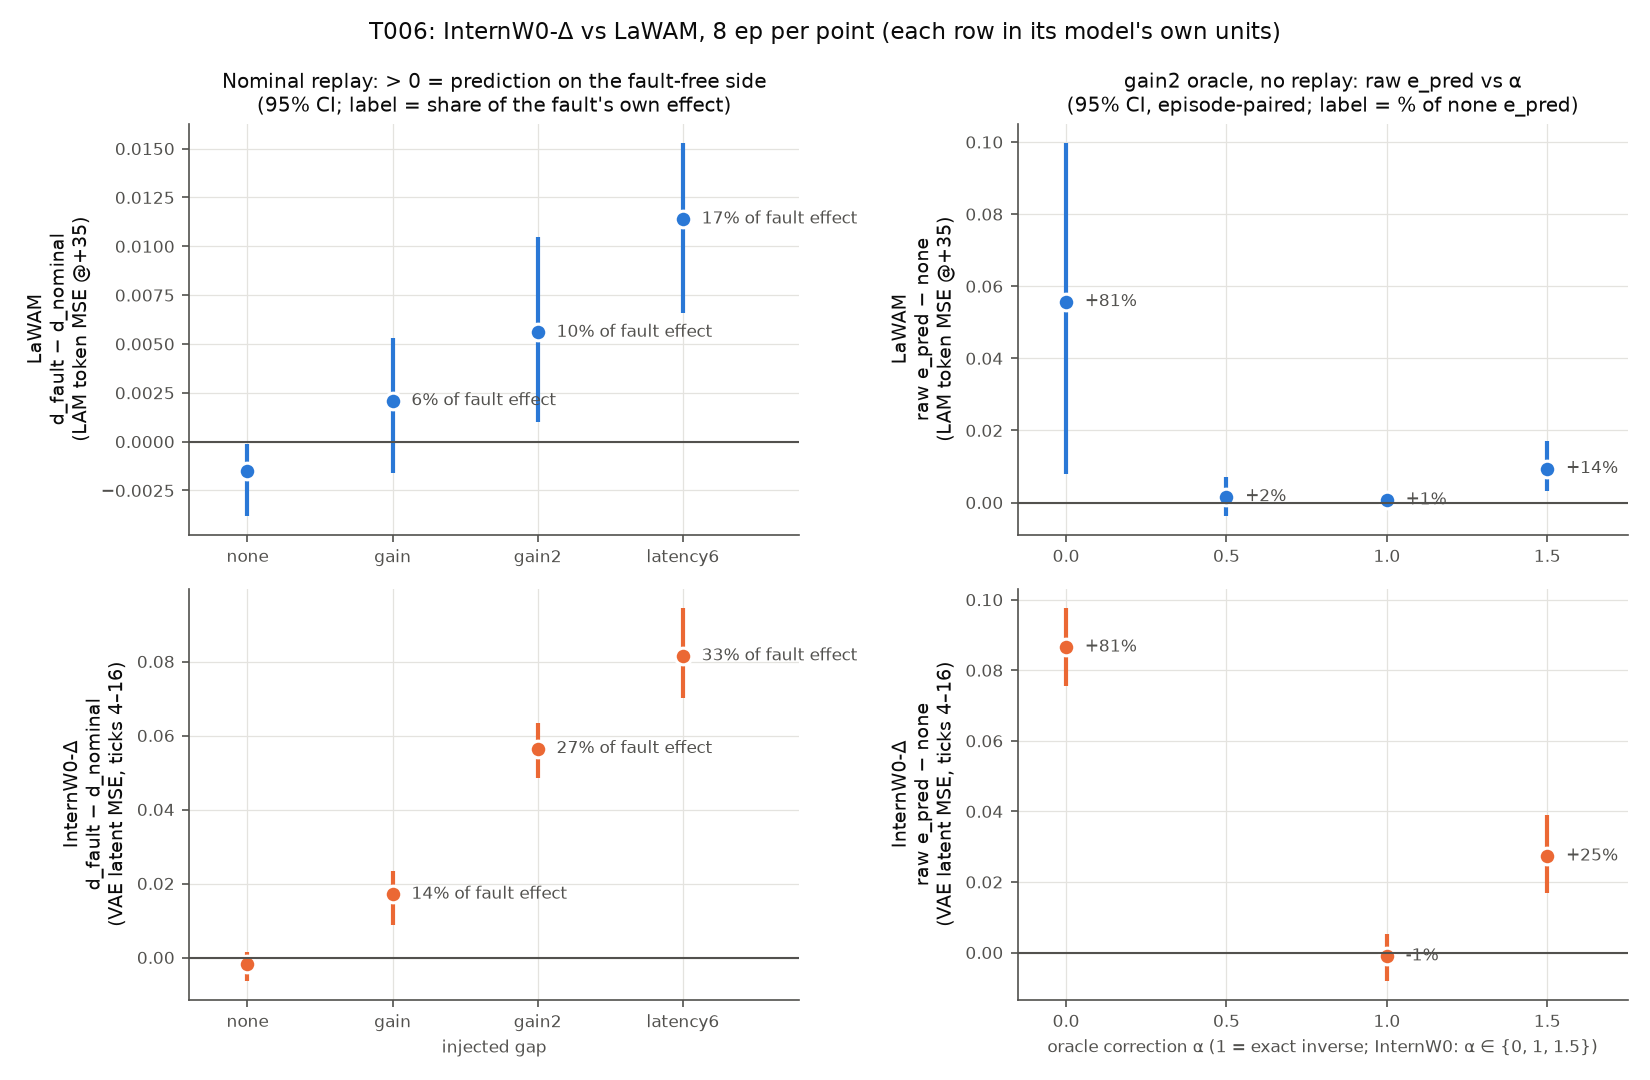 T006: InternW0-Δ vs LaWAM, 8 ep per point (each row in its model's own units)
Nominal replay: > 0 = prediction on the fault-free side
(95% CI; label = share of the fault's own effect)
LaWAM
d_fault − d_nominal
(LAM token MSE @+35)
0.0150
0.0125
0.0100
0.0075
0.0050
0.0025
0.0000
−0.0025
17% of fault effect
10% of fault effect
6% of fault effect
none
gain
gain2
latency6
gain2 oracle, no replay: raw e_pred vs α
(95% CI, episode-paired; label = % of none e_pred)
LaWAM
raw e_pred − none
(LAM token MSE @+35)
0.10
0.08
0.06
0.04
0.02
0.00
+81%
+2%
+1%
+14%
0.0
0.5
1.0
1.5
InternW0-Δ
d_fault − d_nominal
(VAE latent MSE, ticks 4–16)
0.08
0.06
0.04
0.02
0.00
33% of fault effect
27% of fault effect
14% of fault effect
none
gain
gain2
latency6
injected gap
InternW0-Δ
raw e_pred − none
(VAE latent MSE, ticks 4–16)
0.10
0.08
0.06
0.04
0.02
0.00
+81%
-1%
+25%
0.0
0.5
1.0
1.5
oracle correction α (1 = exact inverse; InternW0: α ∈ {0, 1, 1.5})